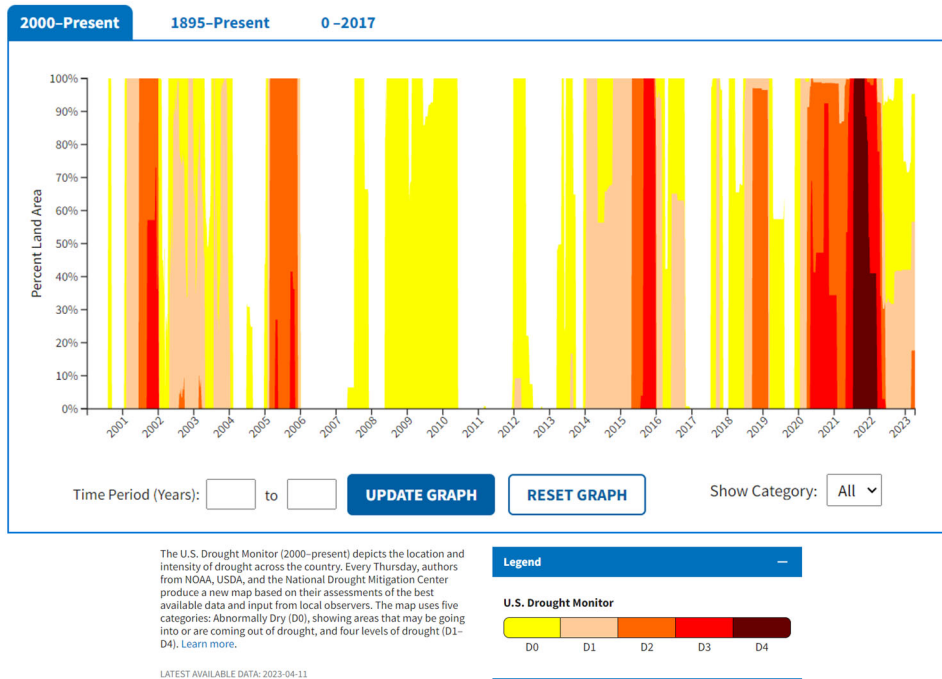 2000–Present 1895–Present 0 –2017
Percent Land Area
100%
90%
80%
70%
60%
50%
40%
30%
20%
10%
0%
2001 2002 2003 2004 2005 2006 2007 2008 2009 2010 2011 2012 2013 2014 2015 2016 2017 2018 2019 2020 2021 2022 2023
Time Period (Years): to UPDATE GRAPH RESET GRAPH Show Category: All
The U.S. Drought Monitor (2000–present) depicts the location and
intensity of drought across the country. Every Thursday, authors
from NOAA, USDA, and the National Drought Mitigation Center
produce a new map based on their assessments of the best
available data and input from local observers. The map uses five
categories: Abnormally Dry (D0), showing areas that may be going
into or are coming out of drought, and four levels of drought (D1–
D4). Learn more.
LATEST AVAILABLE DATA: 2023-04-11
Legend
U.S. Drought Monitor
D0 D1 D2 D3 D4